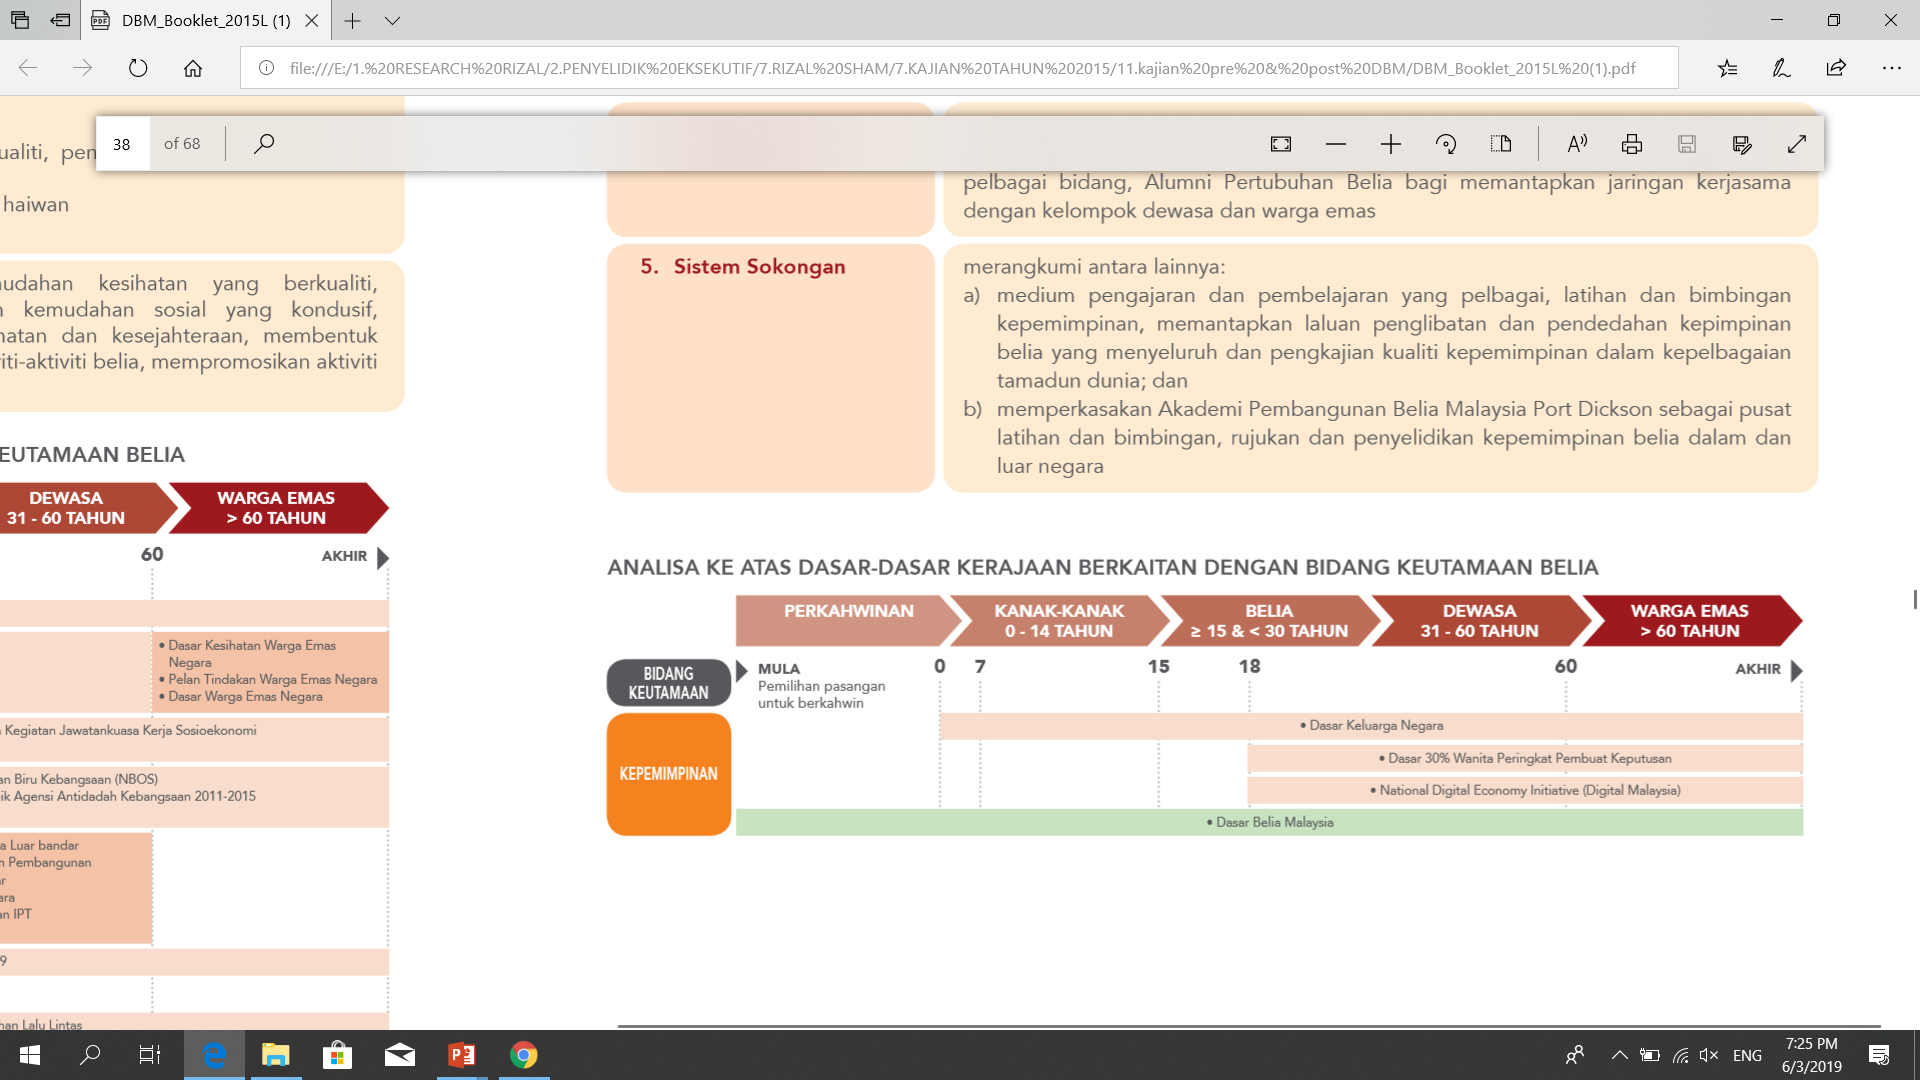 DBM_Booklet_2015L (1)
file:///E:/1.%20RESEARCH%20RIZAL/2.PENYELIDIK%20EKSEKUTIF/7.RIZAL%20SHAM/7.KAJIAN%20TAHUN%202015/11.kajian%20pre%20&%20post%20DBM/DBM_Booklet_2015L%20(1).pdf
38 of 68
haiwan
mudahan kesihatan yang berkualiti,
kemudahan sosial yang kondusif,
hatan dan kesejahteraan, membentuk
viti-aktiviti belia, mempromosikan aktiviti
EUTAMAAN BELIA
DEWASA
31 - 60 TAHUN
WARGA EMAS
> 60 TAHUN
60
AKHIR
• Dasar Kesihatan Warga Emas
Negara
• Pelan Tindakan Warga Emas Negara
• Dasar Warga Emas Negara
Kegiatan Jawatankuasa Kerja Sosioekonomi
an Biru Kebangsaan (NBOS)
ik Agensi Antidadah Kebangsaan 2011-2015
a Luar bandar
n Pembangunan
r
ara
an IPT
9
han Lalu Lintas
pelbagai bidang, Alumni Pertubuhan Belia bagi memantapkan jaringan kerjasama
dengan kelompok dewasa dan warga emas
5. Sistem Sokongan
merangkumi antara lainnya:
a) medium pengajaran dan pembelajaran yang pelbagai, latihan dan bimbingan
kepemimpinan, memantapkan laluan penglibatan dan pendedahan kepimpinan
belia yang menyeluruh dan pengkajian kualiti kepemimpinan dalam kepelbagaian
tamadun dunia; dan
b) memperkasakan Akademi Pembangunan Belia Malaysia Port Dickson sebagai pusat
latihan dan bimbingan, rujukan dan penyelidikan kepemimpinan belia dalam dan
luar negara
ANALISA KE ATAS DASAR-DASAR KERAJAAN BERKAITAN DENGAN BIDANG KEUTAMAAN BELIA
PERKAHWINAN
KANAK-KANAK
0 - 14 TAHUN
BELIA
≥ 15 & < 30 TAHUN
DEWASA
31 - 60 TAHUN
WARGA EMAS
> 60 TAHUN
BIDANG
KEUTAMAAN
MULA
Pemilihan pasangan
untuk berkahwin
0 7 15 18 60 AKHIR
KEPEMIMPINAN
• Dasar Keluarga Negara
• Dasar 30% Wanita Peringkat Pembuat Keputusan
• National Digital Economy Initiative (Digital Malaysia)
• Dasar Belia Malaysia
ENG
7:25 PM
6/3/2019